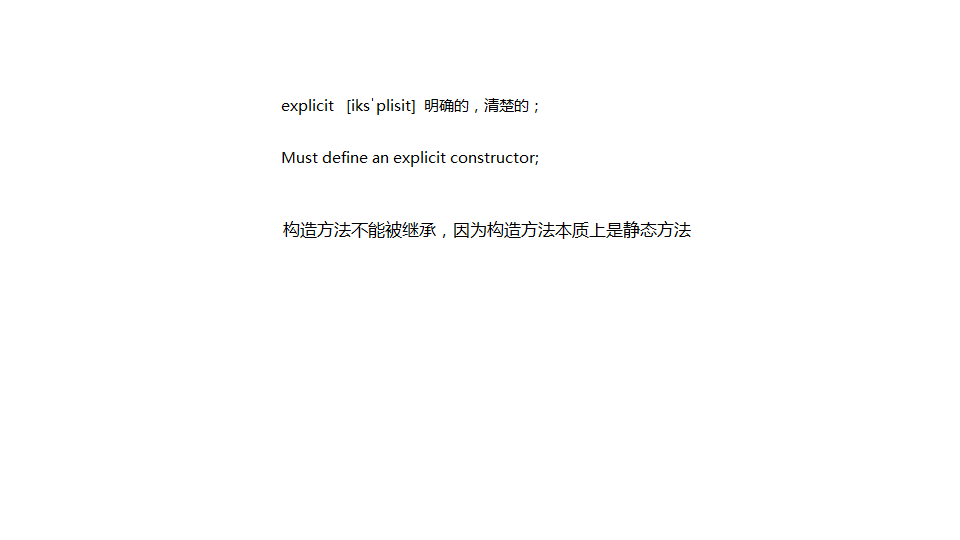 explicit [iksˈplisit] 明确的，清楚的；
Must define an explicit constructor;
构造方法不能被继承，因为构造方法本质上是静态方法